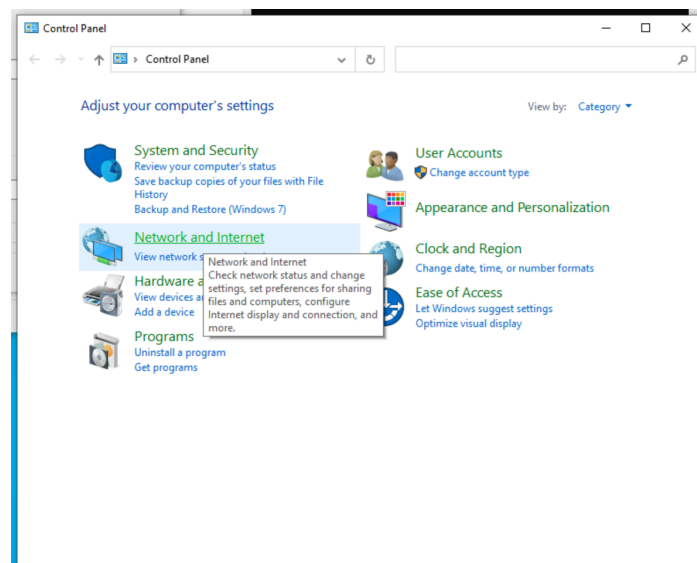 Control Panel
Control Panel
Adjust your computer's settings
View by: Category
System and Security
Review your computer's status
Save backup copies of your files with File
History
Backup and Restore (Windows 7)
Network and Internet
View network
Network and Internet
Check network status and change
settings, set preferences for sharing
files and computers, configure
Internet display and connection, and
more.
Hardware
View devices
Add a device
Programs
Uninstall a program
Get programs
User Accounts
Change account type
Appearance and Personalization
Clock and Region
Change date, time, or number formats
Ease of Access
Let Windows suggest settings
Optimize visual display